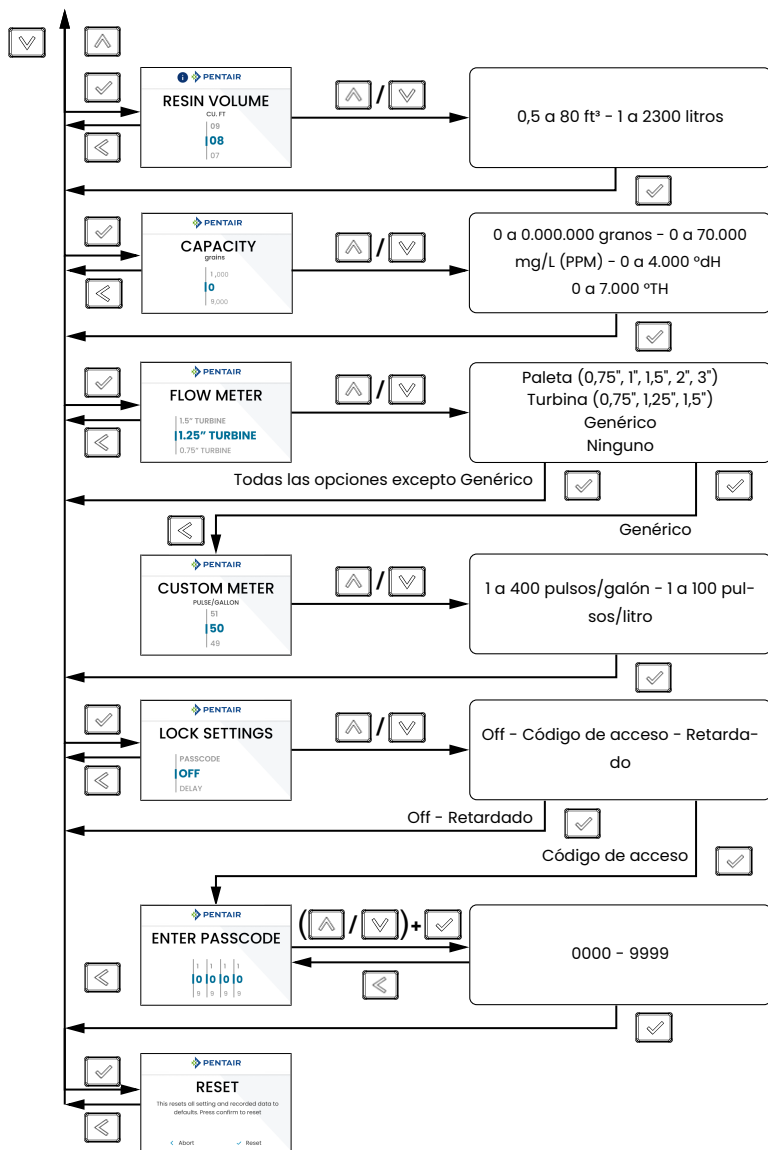 i PENTAIR
RESIN VOLUME
CU. FT
09
08
07
/
0,5 a 80 ft³ - 1 a 2300 litros
PENTAIR
CAPACITY
grains
1,000
0
9,000
/
0 a 0.000.000 granos - 0 a 70.000
mg/L (PPM) - 0 a 4.000 °dH
0 a 7.000 °TH
PENTAIR
FLOW METER
1.5" TURBINE
1.25" TURBINE
0.75" TURBINE
/
Paleta (0,75", 1", 1,5", 2", 3")
Turbina (0,75", 1,25", 1,5")
Genérico
Ninguno
Todas las opciones excepto Genérico
Genérico
PENTAIR
CUSTOM METER
PULSE/GALLON
51
50
49
/
1 a 400 pulsos/galón - 1 a 100 pul-
sos/litro
PENTAIR
LOCK SETTINGS
PASSCODE
OFF
DELAY
/
Off - Código de acceso - Retarda-
do
Off - Retardado
Código de acceso
PENTAIR
ENTER PASSCODE
1 1 1 1
0 0 0 0
9 9 9 9
( / )+
0000 - 9999
PENTAIR
RESET
This resets all setting and recorded data to
defaults. Press confirm to reset
< Abort ✓ Reset